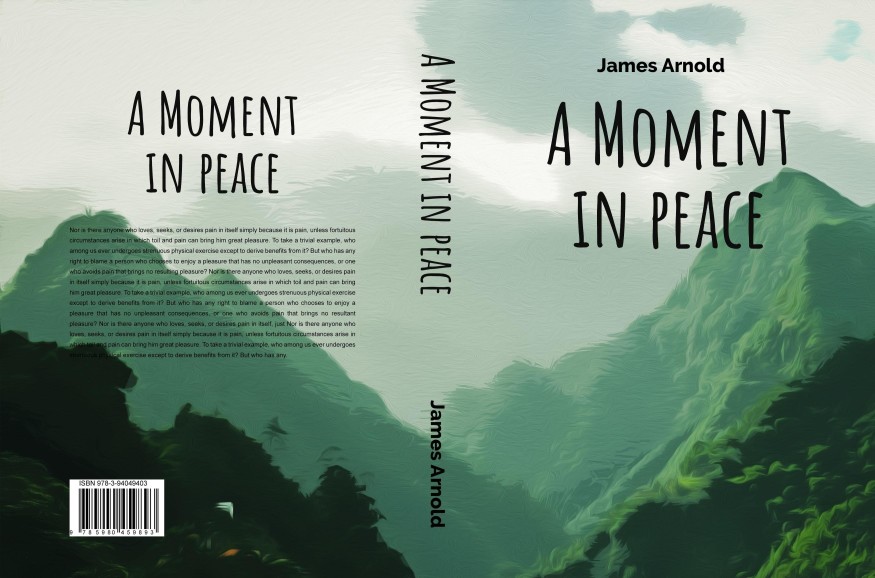 A Moment
in peace
Nor is there anyone who loves, seeks, or desires pain in itself simply because it is pain, unless fortuitous
circumstances arise in which toil and pain can bring him great pleasure. To take a trivial example, who
among us ever undergoes strenuous physical exercise except to derive benefits from it? But who has any
right to blame a person who chooses to enjoy a pleasure that has no unpleasant consequences, or one
who avoids pain that brings no resulting pleasure? Nor is there anyone who loves, seeks, or desires pain
in itself simply because it is pain, unless fortuitous circumstances arise in which toil and pain can bring
him great pleasure. To take a trivial example, who among us ever undergoes strenuous physical exercise
except to derive benefits from it? But who has any right to blame a person who chooses to enjoy a
pleasure that has no unpleasant consequences, or one who avoids pain that brings no resultant
pleasure? Nor is there anyone who loves, seeks, or desires pain in itself, just Nor is there anyone who
loves, seeks, or desires pain in itself simply because it is pain, unless fortuitous circumstances arise in
which toil and pain can bring him great pleasure. To take a trivial example, who among us ever undergoes
exercise except to derive benefits from it? But who has any.
ISBN 978-3-94049403
9 785980 459893
A Moment in peace
James Arnold
James Arnold
A Moment
in peace